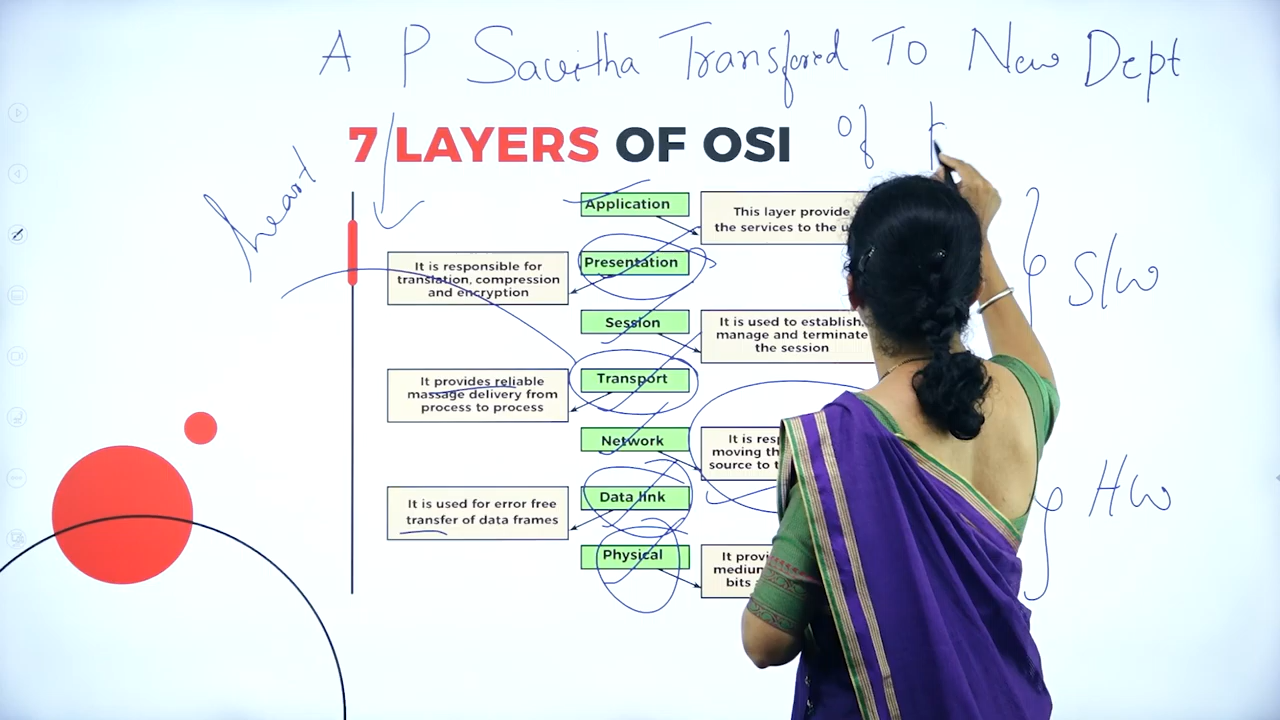 A P Savitha Transfored To New Dept
of
7 LAYERS OF OSI
heart
Application
This layer provide
the services to the u
Presentation
It is responsible for
translation, compression
and encryption
S/W
Session
It is used to establish,
manage and terminate
the session
Transport
It provides reliable
massage delivery from
process to process
Network
It is resp
moving th
source to t
Data link
It is used for error free
transfer of data frames
HW
Physical
It provi
medium
bits